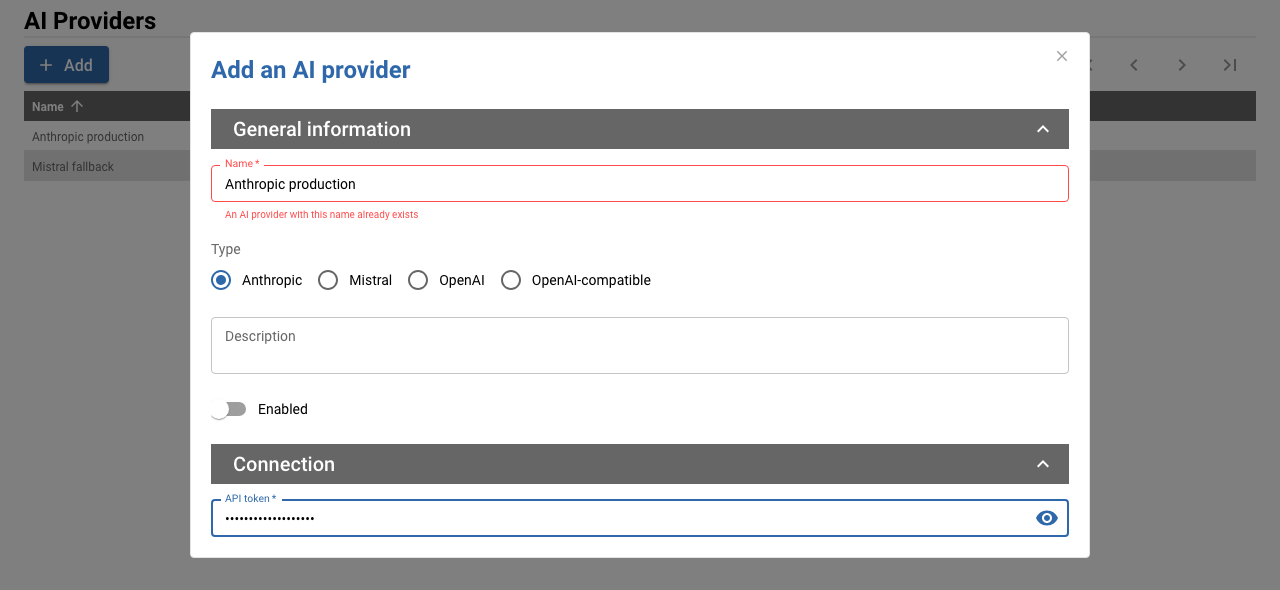 AI Providers
Add
Name
Anthropic production
Mistral fallback
Add an AI provider
General information
Name *
Anthropic production
An AI provider with this name already exists
Type
Anthropic Mistral OpenAI OpenAI-compatible
Description
Enabled
Connection
API token *
•••••••••••••••••••